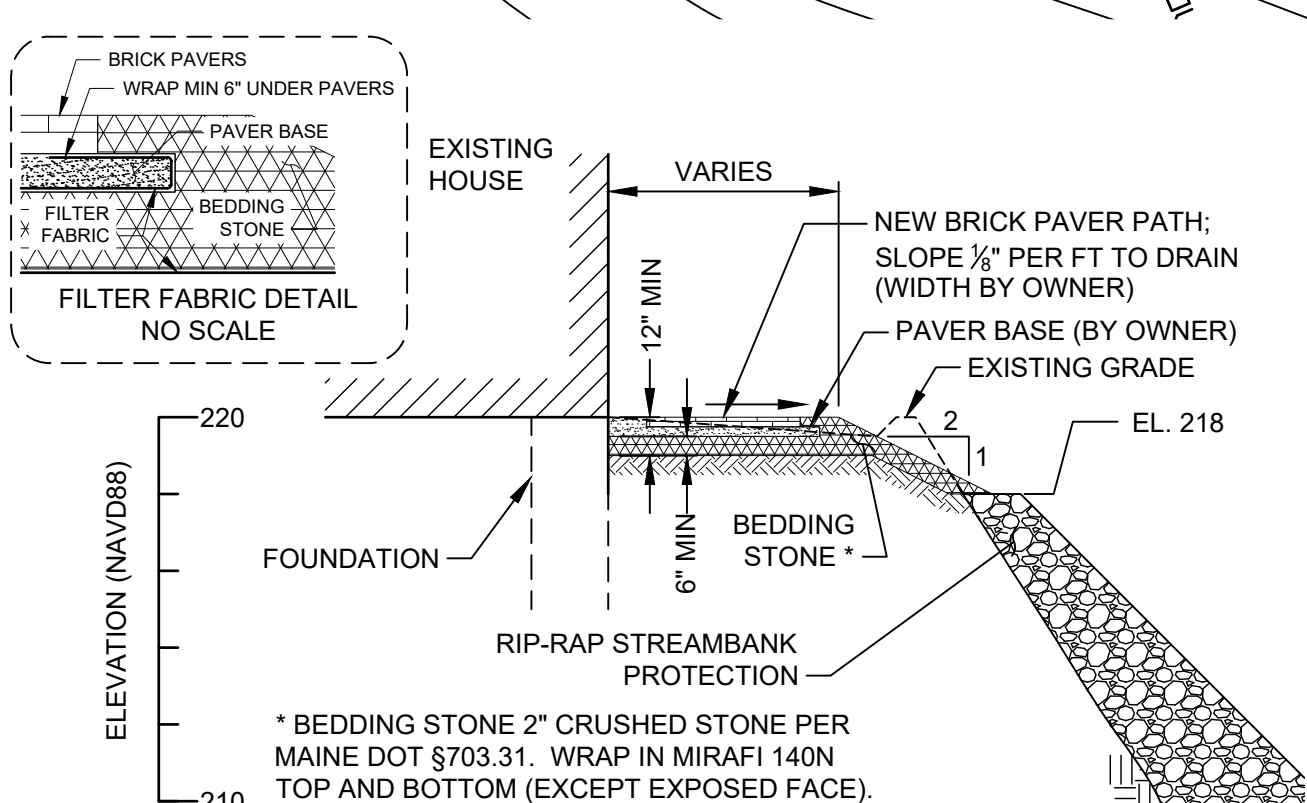 BRICK PAVERS
WRAP MIN 6" UNDER PAVERS
PAVER BASE
FILTER
FABRIC
BEDDING
STONE
FILTER FABRIC DETAIL
NO SCALE
EXISTING
HOUSE
VARIES
NEW BRICK PAVER PATH;
SLOPE ⅛" PER FT TO DRAIN
(WIDTH BY OWNER)
12" MIN
PAVER BASE (BY OWNER)
EXISTING GRADE
220
2
1
EL. 218
FOUNDATION
6" MIN
BEDDING
STONE *
ELEVATION (NAVD88)
RIP-RAP STREAMBANK
PROTECTION
* BEDDING STONE 2" CRUSHED STONE PER
MAINE DOT §703.31. WRAP IN MIRAFI 140N
TOP AND BOTTOM (EXCEPT EXPOSED FACE).
210